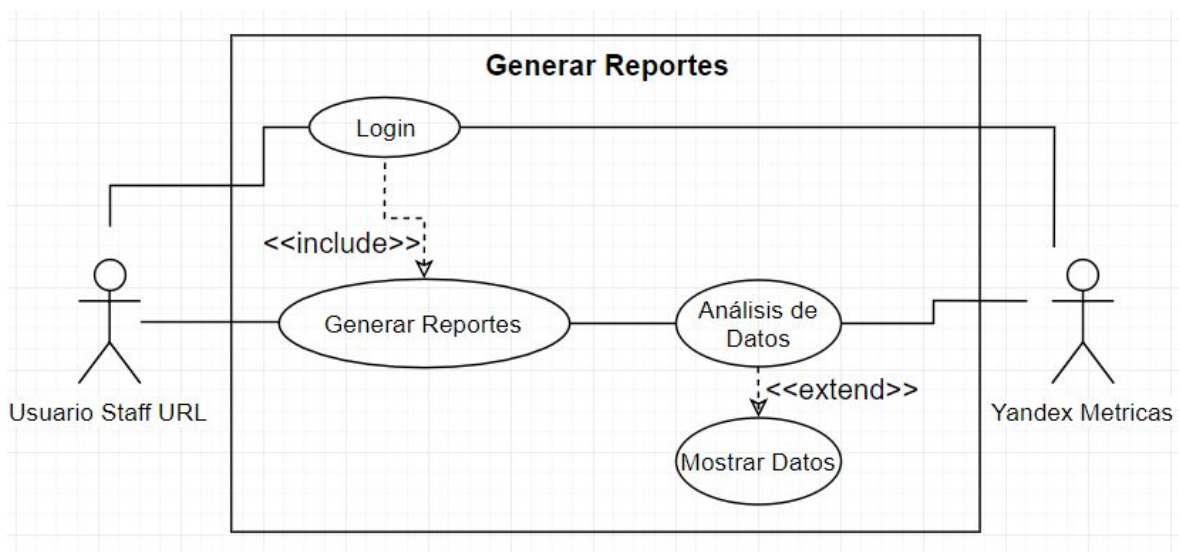 Generar Reportes
Login
<<include>>
Generar Reportes
Análisis de
Datos
<<extend>>
Mostrar Datos
Usuario Staff URL
Yandex Metricas